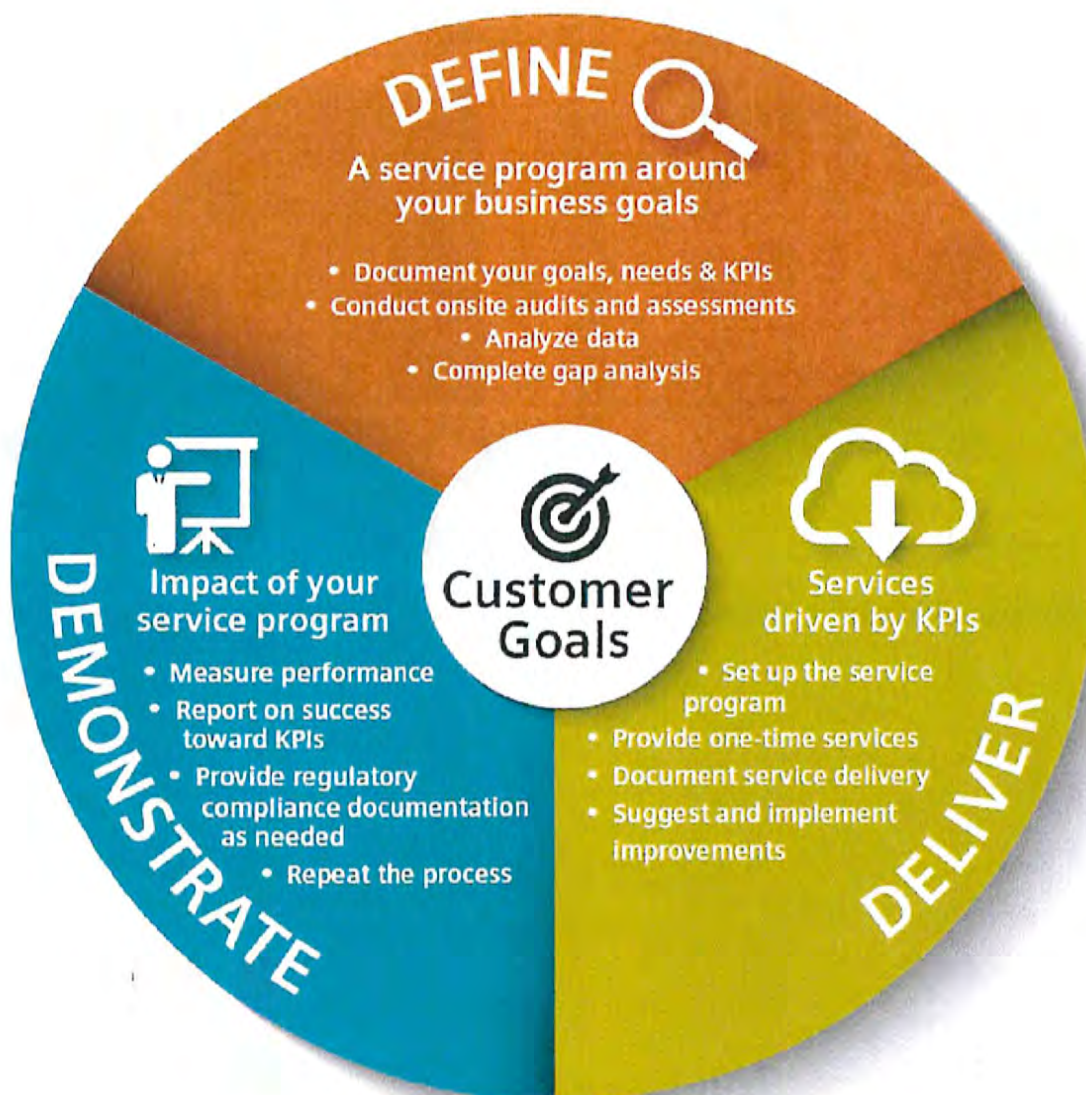 DEFINE
A service program around
your business goals
• Document your goals, needs & KPIs
• Conduct onsite audits and assessments
• Analyze data
• Complete gap analysis
Customer
Goals
DELIVER
Services
driven by KPIs
• Set up the service
program
• Provide one-time services
• Document service delivery
• Suggest and implement
improvements
DEMONSTRATE
Impact of your
service program
• Measure performance
• Report on success
toward KPIs
• Provide regulatory
compliance documentation
as needed
• Repeat the process